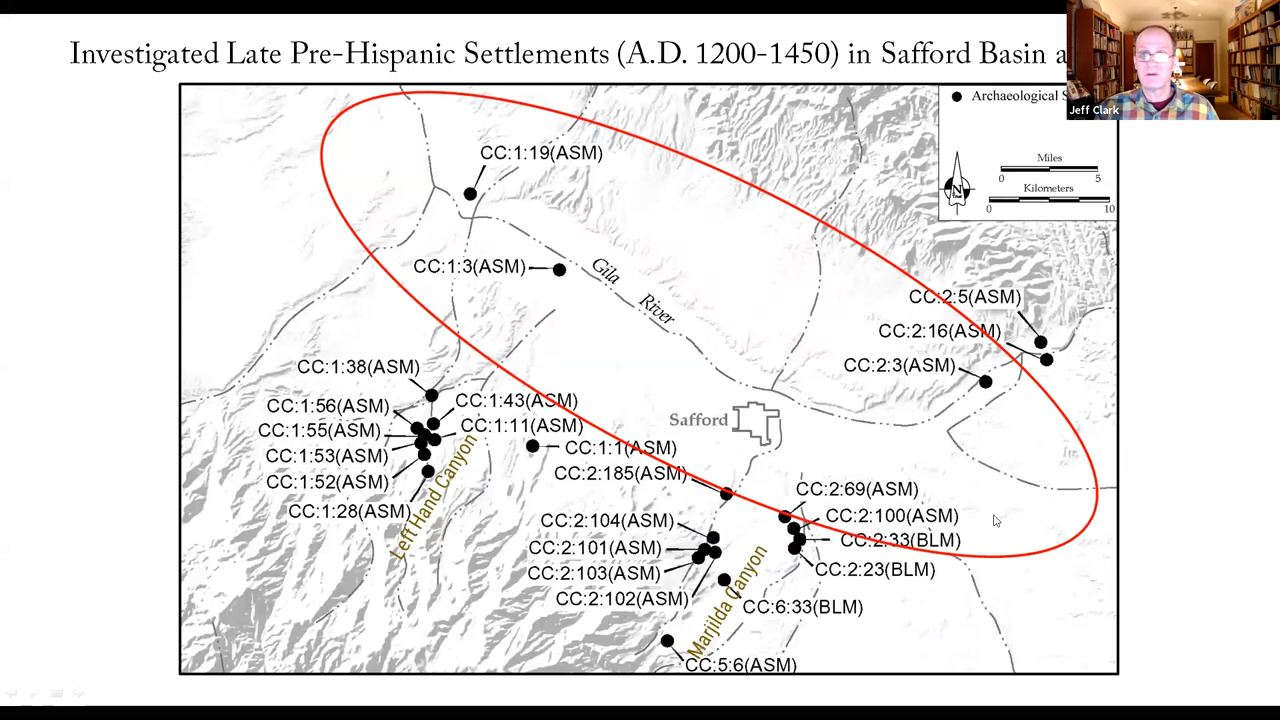 Investigated Late Pre-Hispanic Settlements (A.D. 1200-1450) in Safford Basin a
Jeff Clark
Archaeological S
Miles
0 5
Kilometers
0 10
N
CC:1:19(ASM)
CC:1:3(ASM)
Gila
River
CC:2:5(ASM)
CC:2:16(ASM)
CC:2:3(ASM)
CC:1:38(ASM)
CC:1:56(ASM)
CC:1:43(ASM)
CC:1:55(ASM)
CC:1:11(ASM)
CC:1:53(ASM)
CC:1:52(ASM)
CC:1:28(ASM)
Left Hand Canyon
CC:1:1(ASM)
Safford
CC:2:185(ASM)
CC:2:69(ASM)
CC:2:100(ASM)
CC:2:33(BLM)
CC:2:23(BLM)
CC:2:104(ASM)
CC:2:101(ASM)
CC:2:103(ASM)
CC:2:102(ASM)
Marjilda Canyon
CC:6:33(BLM)
CC:5:6(ASM)